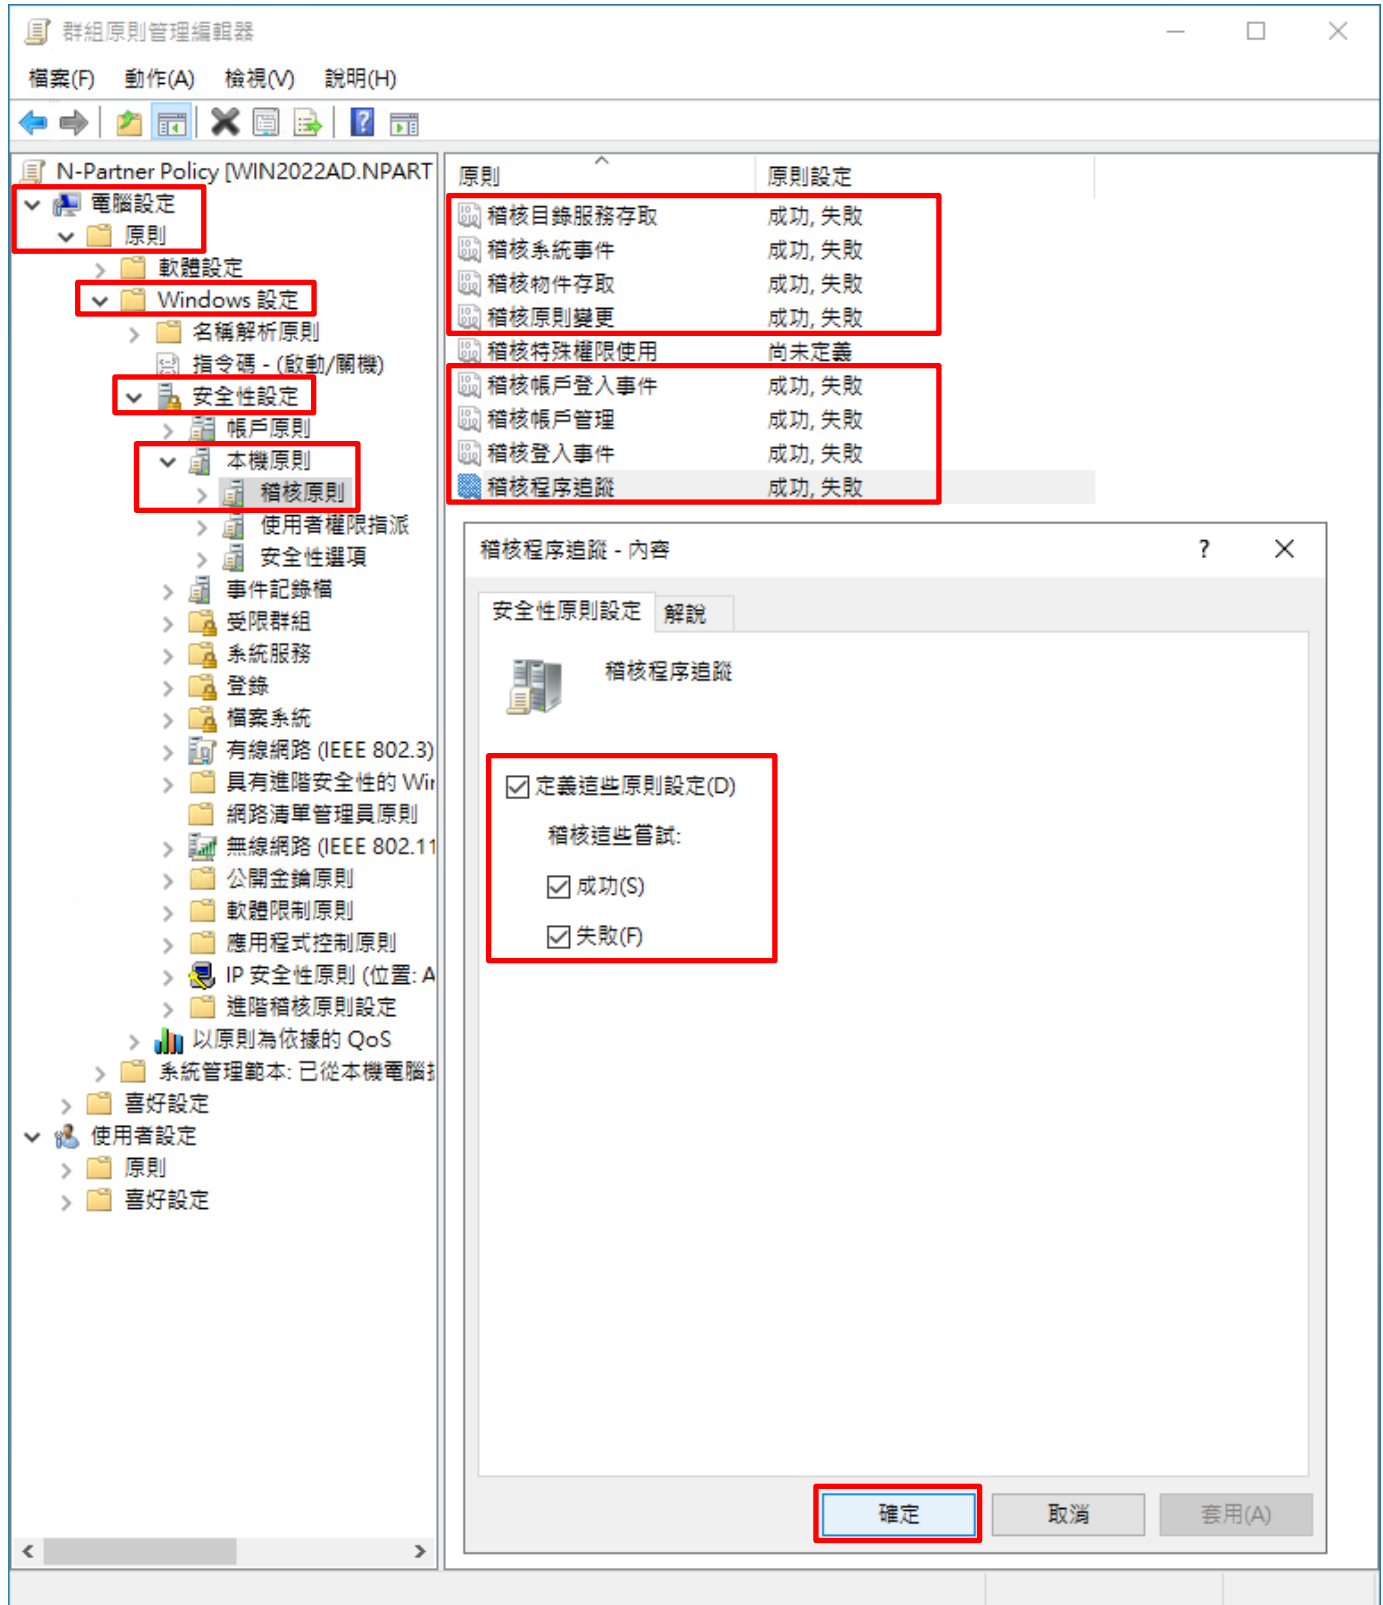 群組原則管理編輯器
檔案(F) 動作(A) 檢視(V) 說明(H)
N-Partner Policy [WIN2022AD.NPART
電腦設定
原則
軟體設定
Windows 設定
名稱解析原則
指令碼 - (啟動/關機)
安全性設定
帳戶原則
本機原則
稽核原則
使用者權限指派
安全性選項
事件記錄檔
受限群組
系統服務
登錄
檔案系統
有線網路 (IEEE 802.3)
具有進階安全性的 Wir
網路清單管理員原則
無線網路 (IEEE 802.11
公開金鑰原則
軟體限制原則
應用程式控制原則
IP 安全性原則 (位置: A
進階稽核原則設定
以原則為依據的 QoS
系統管理範本: 已從本機電腦
喜好設定
使用者設定
原則
喜好設定
原則 原則設定
稽核目錄服務存取 成功, 失敗
稽核系統事件 成功, 失敗
稽核物件存取 成功, 失敗
稽核原則變更 成功, 失敗
稽核特殊權限使用 尚未定義
稽核帳戶登入事件 成功, 失敗
稽核帳戶管理 成功, 失敗
稽核登入事件 成功, 失敗
稽核程序追蹤 成功, 失敗
稽核程序追蹤 - 內容
安全性原則設定 解說
稽核程序追蹤
定義這些原則設定(D)
稽核這些嘗試:
成功(S)
失敗(F)
確定 取消 套用(A)